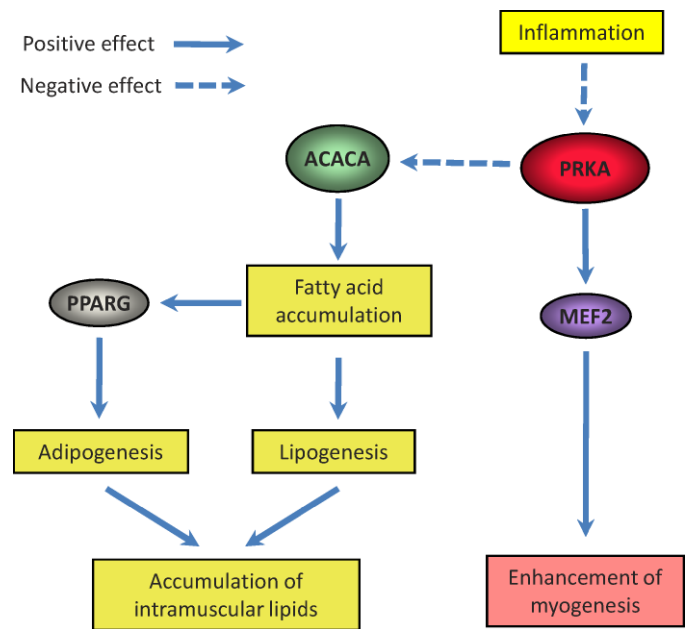 Positive effect
Negative effect
Inflammation
ACACA
PRKA
Fatty acid
accumulation
PPARG
MEF2
Adipogenesis
Lipogenesis
Accumulation of
intramuscular lipids
Enhancement of
myogenesis